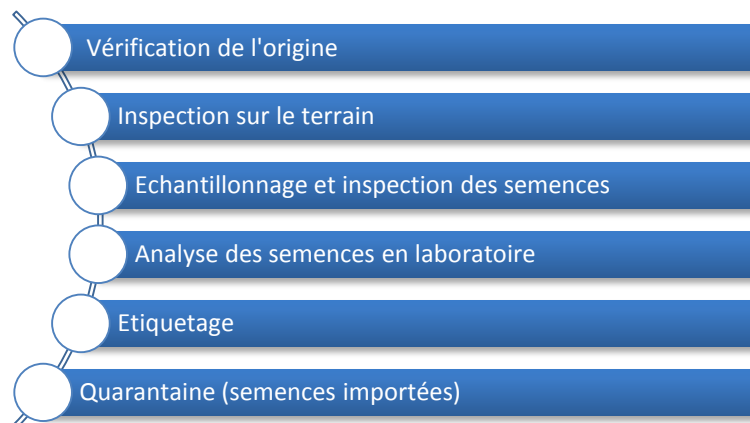 Vérification de l'origine
Inspection sur le terrain
Echantillonnage et inspection des semences
Analyse des semences en laboratoire
Etiquetage
Quarantaine (semences importées)